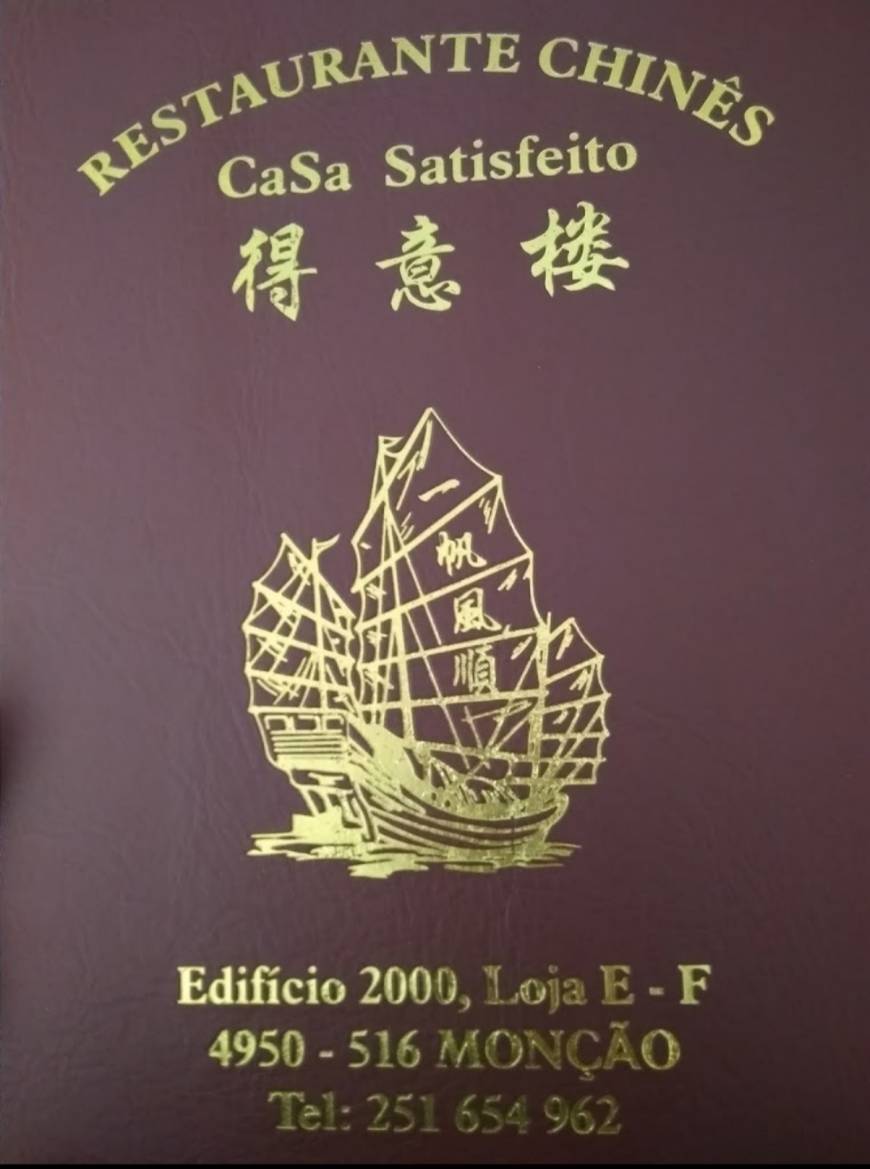 RESTAURANTE CHINÊS
CaSa Satisfeito
得意楼
一帆風順
Edifício 2000, Loja E - F
4950 - 516 MONÇÃO
Tel: 251 654 962